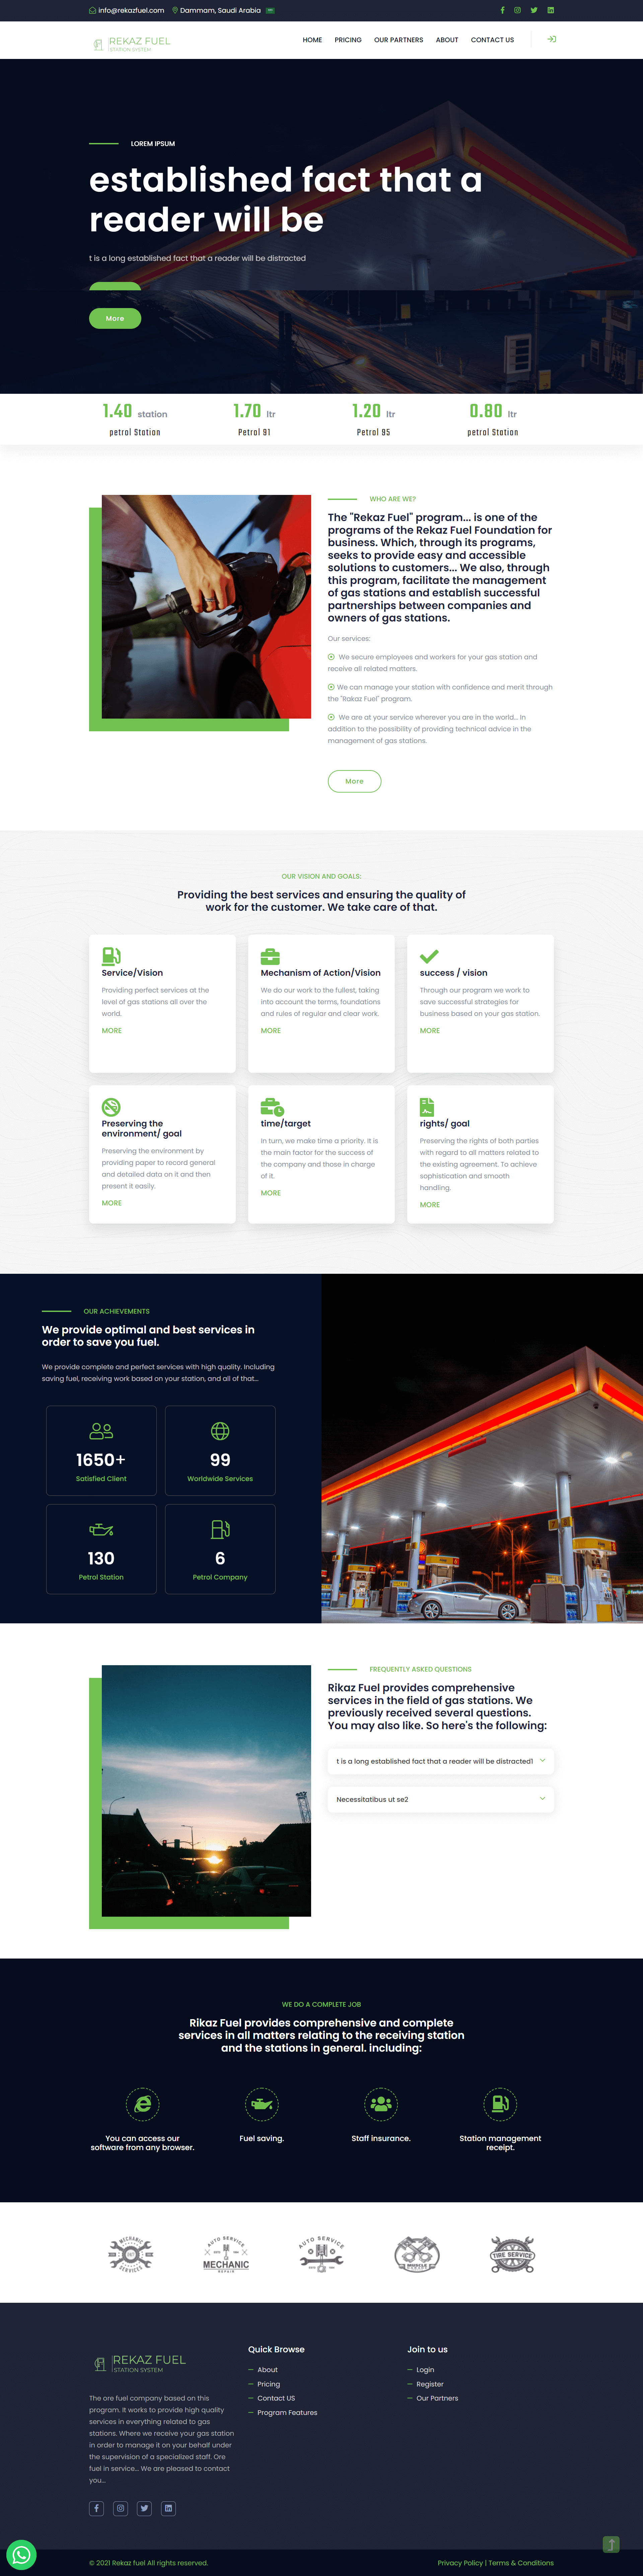 info@rekazfuel.com
Dammam, Saudi Arabia
REKAZ FUEL
STATION SYSTEM
HOME
PRICING
OUR PARTNERS
ABOUT
CONTACT US
LOREM IPSUM
established fact that a
reader will be
t is a long established fact that a reader will be distracted
More
1.40 station
petrol Station
1.70 ltr
Petrol 91
1.20 ltr
Petrol 95
0.80 ltr
petrol Station
WHO ARE WE?
The "Rekaz Fuel" program... is one of the
programs of the Rekaz Fuel Foundation for
business. Which, through its programs,
seeks to provide easy and accessible
solutions to customers... We also, through
this program, facilitate the management
of gas stations and establish successful
partnerships between companies and
owners of gas stations.
Our services:
We secure employees and workers for your gas station and
receive all related matters.
We can manage your station with confidence and merit through
the "Rakaz Fuel" program.
We are at your service wherever you are in the world... In
addition to the possibility of providing technical advice in the
management of gas stations.
More
OUR VISION AND GOALS:
Providing the best services and ensuring the quality of
work for the customer. We take care of that.
Service/Vision
Providing perfect services at the
level of gas stations all over the
world.
MORE
Mechanism of Action/Vision
We do our work to the fullest, taking
into account the terms, foundations
and rules of regular and clear work.
MORE
success / vision
Through our program we work to
save successful strategies for
business based on your gas station.
MORE
Preserving the
environment/ goal
Preserving the environment by
providing paper to record general
and detailed data on it and then
present it easily.
MORE
time/target
In turn, we make time a priority. It is
the main factor for the success of
the company and those in charge
of it.
MORE
rights/ goal
Preserving the rights of both parties
with regard to all matters related to
the existing agreement. To achieve
sophistication and smooth
handling.
MORE
OUR ACHIEVEMENTS
We provide optimal and best services in
order to save you fuel.
We provide complete and perfect services with high quality. Including
saving fuel, receiving work based on your station, and all of that...
1650+
Satisfied Client
99
Worldwide Services
130
Petrol Station
6
Petrol Company
FREQUENTLY ASKED QUESTIONS
Rikaz Fuel provides comprehensive
services in the field of gas stations. We
previously received several questions.
You may also like. So here's the following:
t is a long established fact that a reader will be distracted1
Necessitatibus ut se2
WE DO A COMPLETE JOB
Rikaz Fuel provides comprehensive and complete
services in all matters relating to the receiving station
and the stations in general. including:
You can access our
software from any browser.
Fuel saving.
Staff insurance.
Station management
receipt.
MECHANIC
SERVICES
AUTO SERVICE
MECHANIC
REPAIR
AUTO SERVICE
TIRE SERVICE
REKAZ FUEL
STATION SYSTEM
The ore fuel company based on this
program. It works to provide high quality
services in everything related to gas
stations. Where we receive your gas station
in order to manage it on your behalf under
the supervision of a specialized staff. Ore
fuel in service... We are pleased to contact
you...
Quick Browse
About
Pricing
Contact US
Program Features
Join to us
Login
Register
Our Partners
© 2021 Rekaz fuel All rights reserved.
Privacy Policy | Terms & Conditions